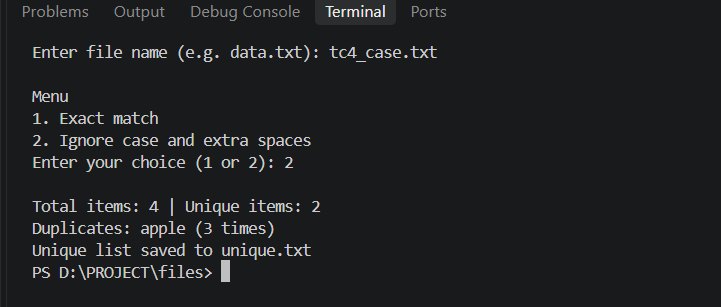 Problems Output Debug Console Terminal Ports
Enter file name (e.g. data.txt): tc4_case.txt
Menu
1. Exact match
2. Ignore case and extra spaces
Enter your choice (1 or 2): 2
Total items: 4 | Unique items: 2
Duplicates: apple (3 times)
Unique list saved to unique.txt
PS D:\PROJECT\files>